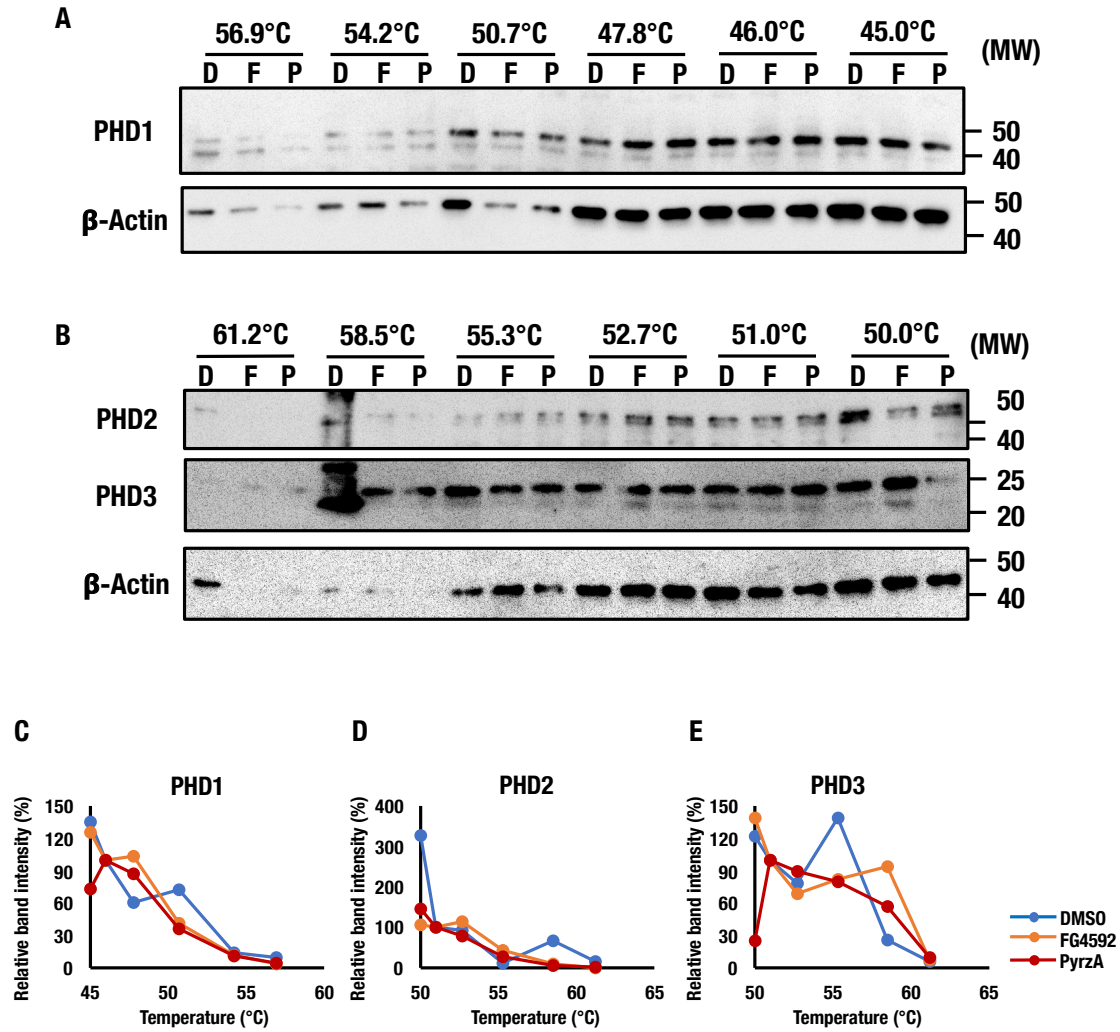 A
56.9°C 54.2°C 50.7°C 47.8°C 46.0°C 45.0°C (MW)
D F P D F P D F P D F P D F P D F P
PHD1 50
40
β-Actin 50
40
B
61.2°C 58.5°C 55.3°C 52.7°C 51.0°C 50.0°C (MW)
D F P D F P D F P D F P D F P D F P
PHD2 50
40
PHD3 25
20
β-Actin 50
40
C
PHD1
Relative band intensity (%)
150
120
90
60
30
0
45 50 55 60
Temperature (°C)
D
PHD2
Relative band intensity (%)
400
300
200
100
0
50 55 60 65
Temperature (°C)
E
PHD3
Relative band intensity (%)
150
120
90
60
30
0
50 55 60 65
Temperature (°C)
DMSO
FG4592
PyrzA